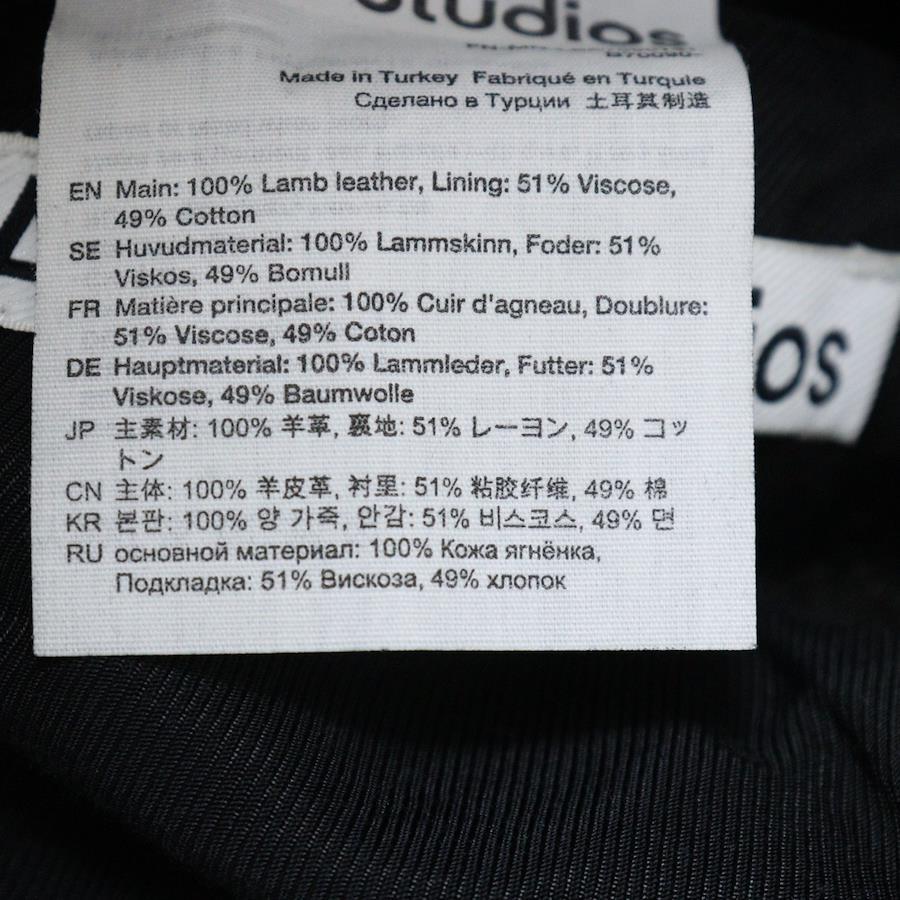 Studios
Made in Turkey Fabriqué en Turquie
Сделано в Турции 土耳其制造
EN Main: 100% Lamb leather, Lining: 51% Viscose,
49% Cotton
SE Huvudmaterial: 100% Lammskinn, Foder: 51%
Viskos, 49% Bomull
FR Matière principale: 100% Cuir d'agneau, Doublure:
51% Viscose, 49% Coton
DE Hauptmaterial: 100% Lammleder, Futter: 51%
Viskose, 49% Baumwolle
JP 主素材: 100% 羊革, 裏地: 51% レーヨン, 49% コッ
トン
CN 主体: 100% 羊皮革, 衬里: 51% 粘胶纤维, 49% 棉
KR 본판: 100% 양 가죽, 안감: 51% 비스코스, 49% 면
RU основной материал: 100% Кожа ягнёнка,
Подкладка: 51% Вискоза, 49% хлопок
ios